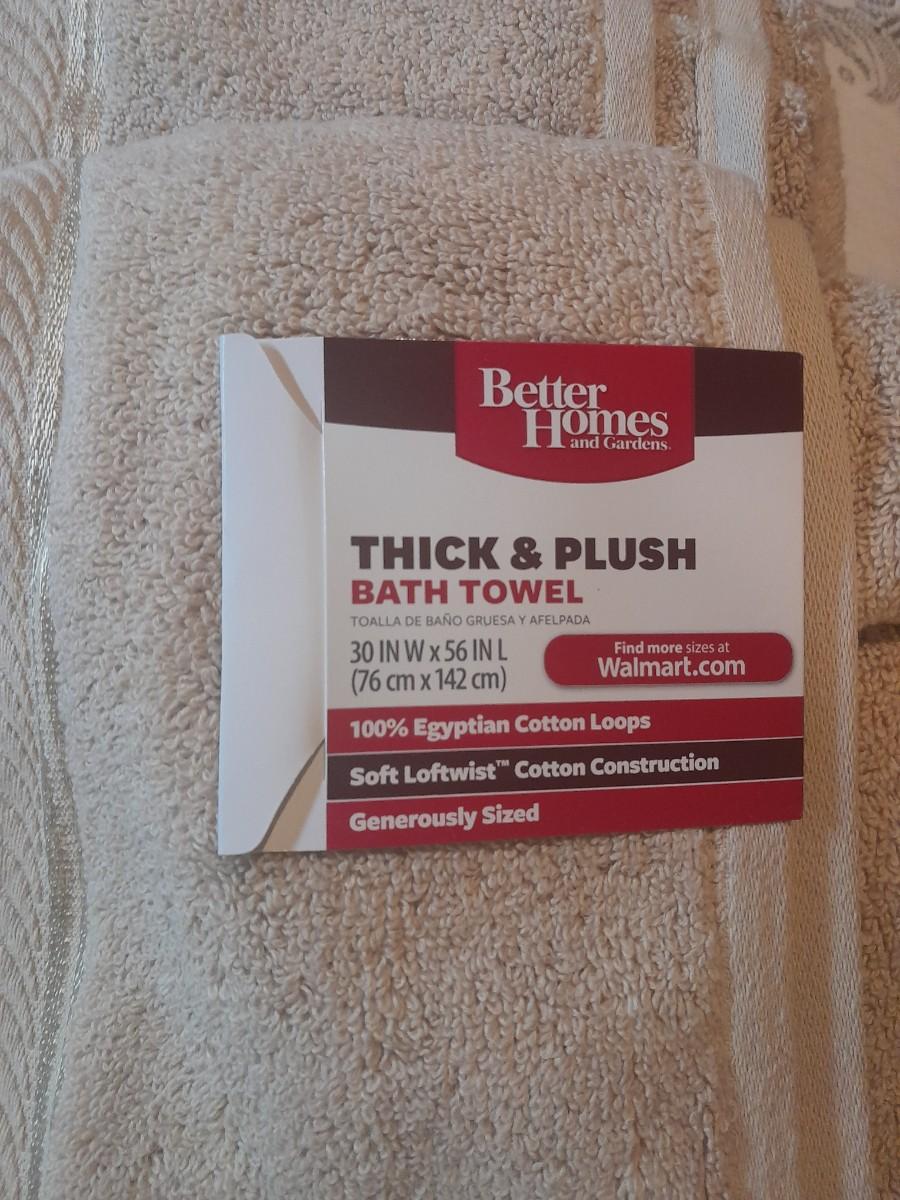 Better
Homes
and Gardens®
THICK & PLUSH
BATH TOWEL
TOALLA DE BAÑO GRUESA Y AFELPADA
30 IN W x 56 IN L
(76 cm x 142 cm)
Find more sizes at
Walmart.com
100% Egyptian Cotton Loops
Soft Loftwist™ Cotton Construction
Generously Sized